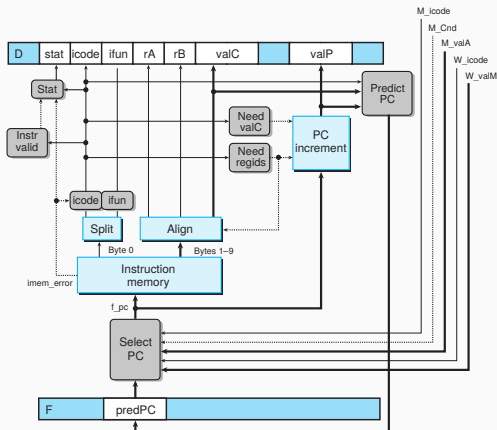 M_icode
M_Cnd
M_valA
W_icode
W_valM
D stat icode ifun rA rB valC valP
Stat
Predict
PC
Instr
valid
Need
valC
Need
regids
PC
increment
icode ifun
Split
Align
Byte 0
Bytes 1–9
Instruction
memory
imem_error
f_pc
Select
PC
F predPC